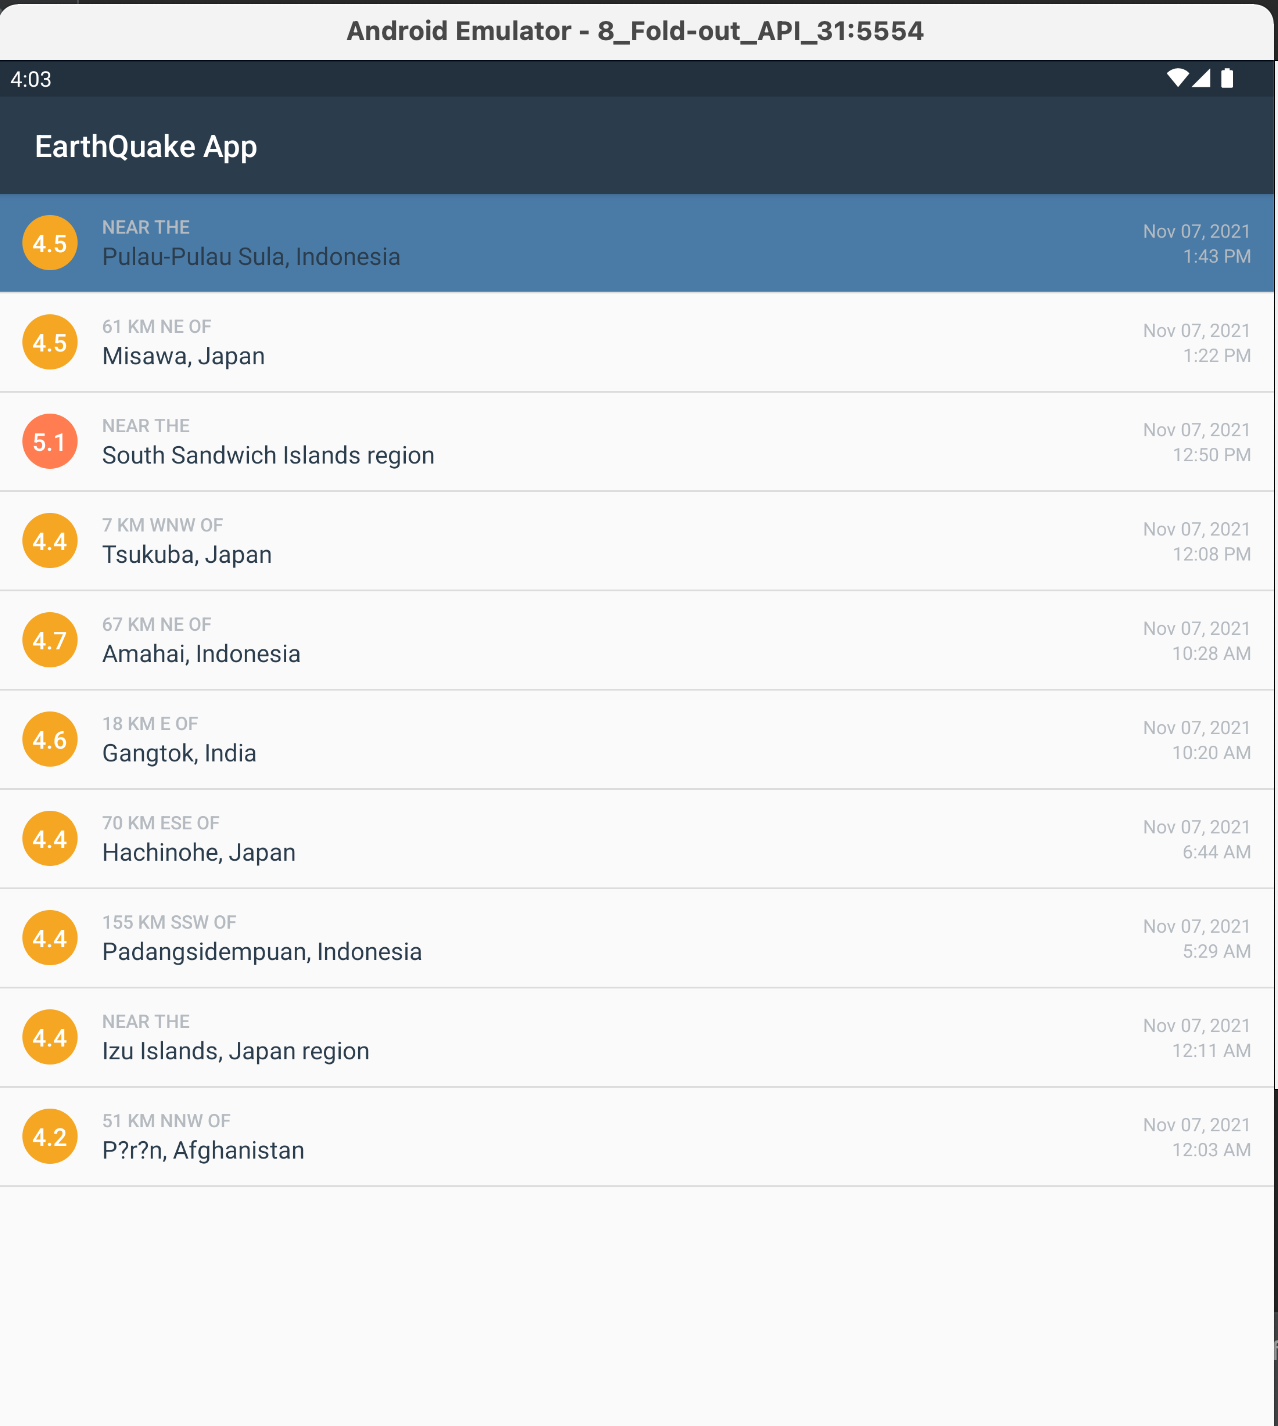 Android Emulator - 8_Fold-out_API_31:5554
4:03
EarthQuake App
4.5
NEAR THE
Pulau-Pulau Sula, Indonesia
Nov 07, 2021
1:43 PM
4.5
61 KM NE OF
Misawa, Japan
Nov 07, 2021
1:22 PM
5.1
NEAR THE
South Sandwich Islands region
Nov 07, 2021
12:50 PM
4.4
7 KM WNW OF
Tsukuba, Japan
Nov 07, 2021
12:08 PM
4.7
67 KM NE OF
Amahai, Indonesia
Nov 07, 2021
10:28 AM
4.6
18 KM E OF
Gangtok, India
Nov 07, 2021
10:20 AM
4.4
70 KM ESE OF
Hachinohe, Japan
Nov 07, 2021
6:44 AM
4.4
155 KM SSW OF
Padangsidempuan, Indonesia
Nov 07, 2021
5:29 AM
4.4
NEAR THE
Izu Islands, Japan region
Nov 07, 2021
12:11 AM
4.2
51 KM NNW OF
P?r?n, Afghanistan
Nov 07, 2021
12:03 AM